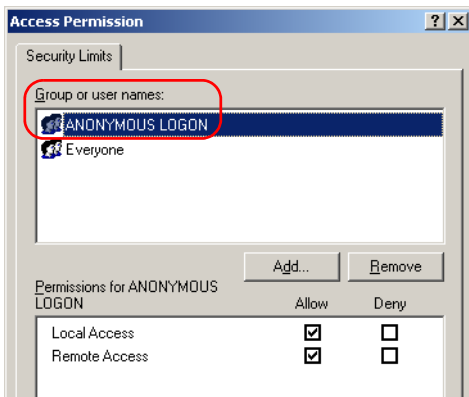 Access Permission
Security Limits
Group or user names:
ANONYMOUS LOGON
Everyone
Add... Remove
Permissions for ANONYMOUS
LOGON Allow Deny
Local Access
Remote Access